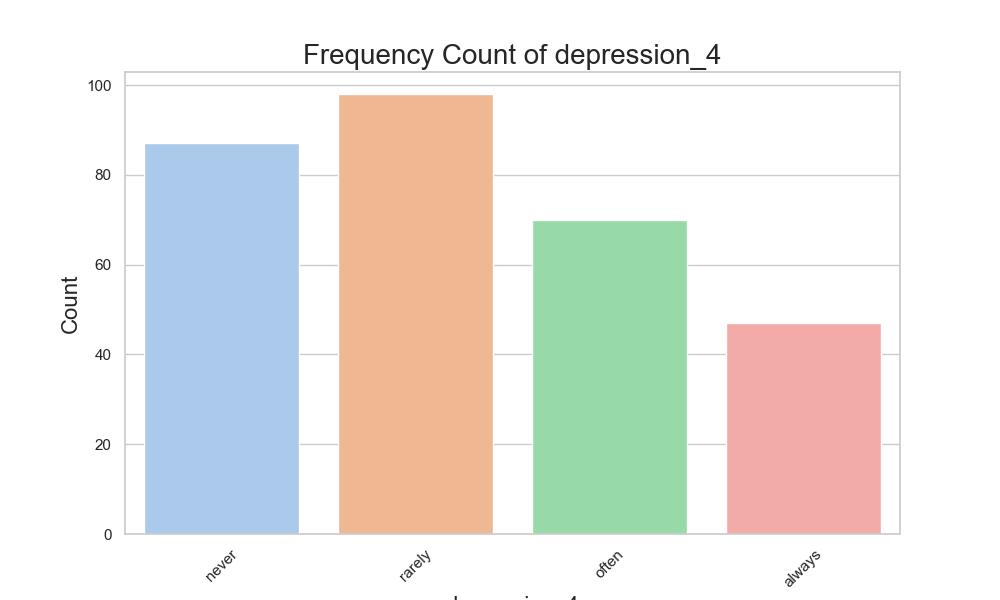 Frequency Count of depression_4
100
80
60
40
20
0
Count
never
rarely
often
always